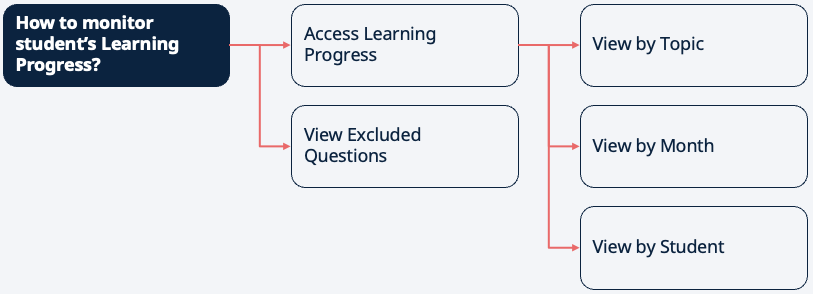 How to monitor
student’s Learning
Progress?
Access Learning
Progress
View Excluded
Questions
View by Topic
View by Month
View by Student